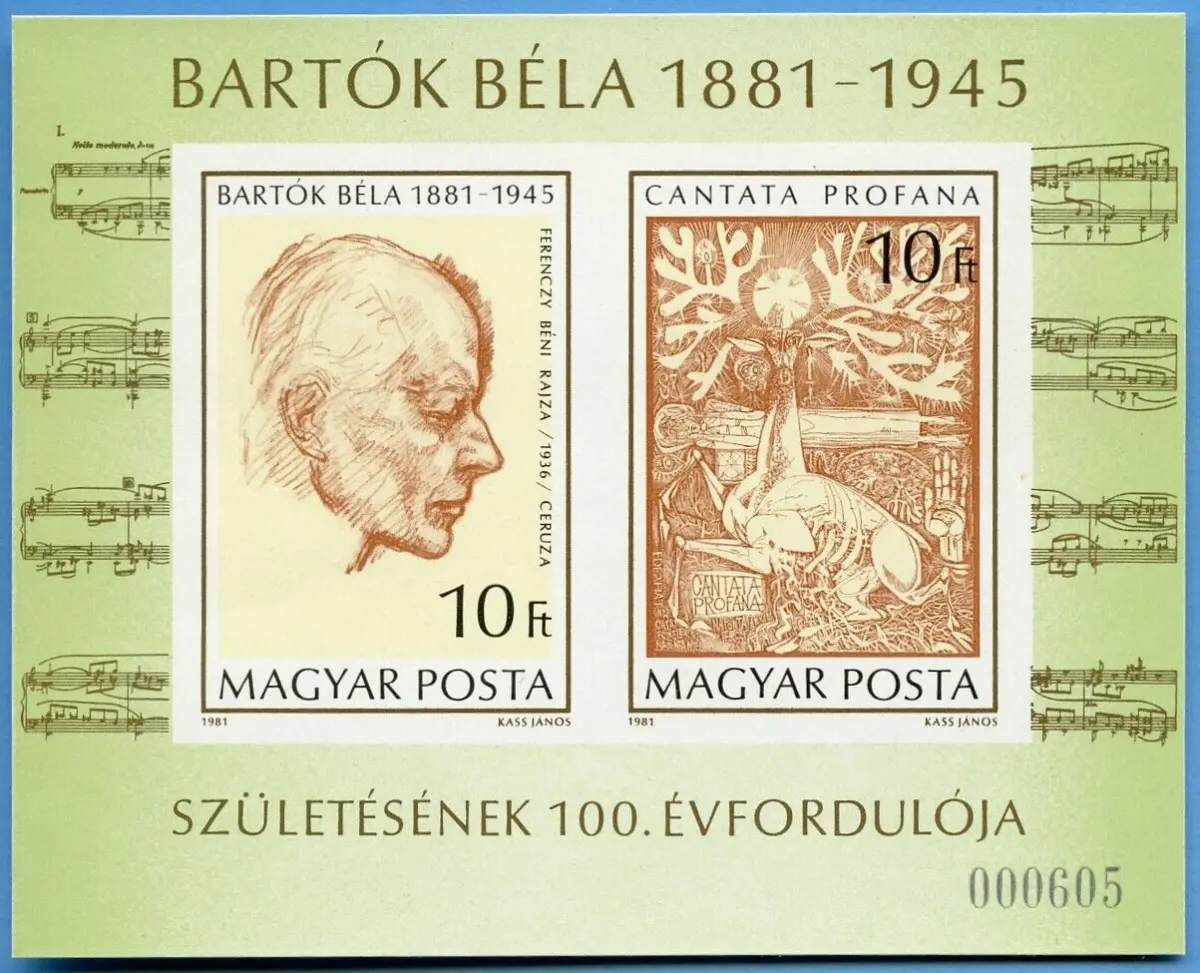 BARTÓK BÉLA 1881-1945
I.
BARTÓK BÉLA 1881-1945
FERENCZY BÉNI RAJZA / 1936 / CERUZA
10 Ft
MAGYAR POSTA
1981 KASS JÁNOS
CANTATA PROFANA
10 Ft
CANTATA
PROFANA
MAGYAR POSTA
1981 KASS JÁNOS
SZÜLETÉSÉNEK 100. ÉVFORDULÓJA
000605